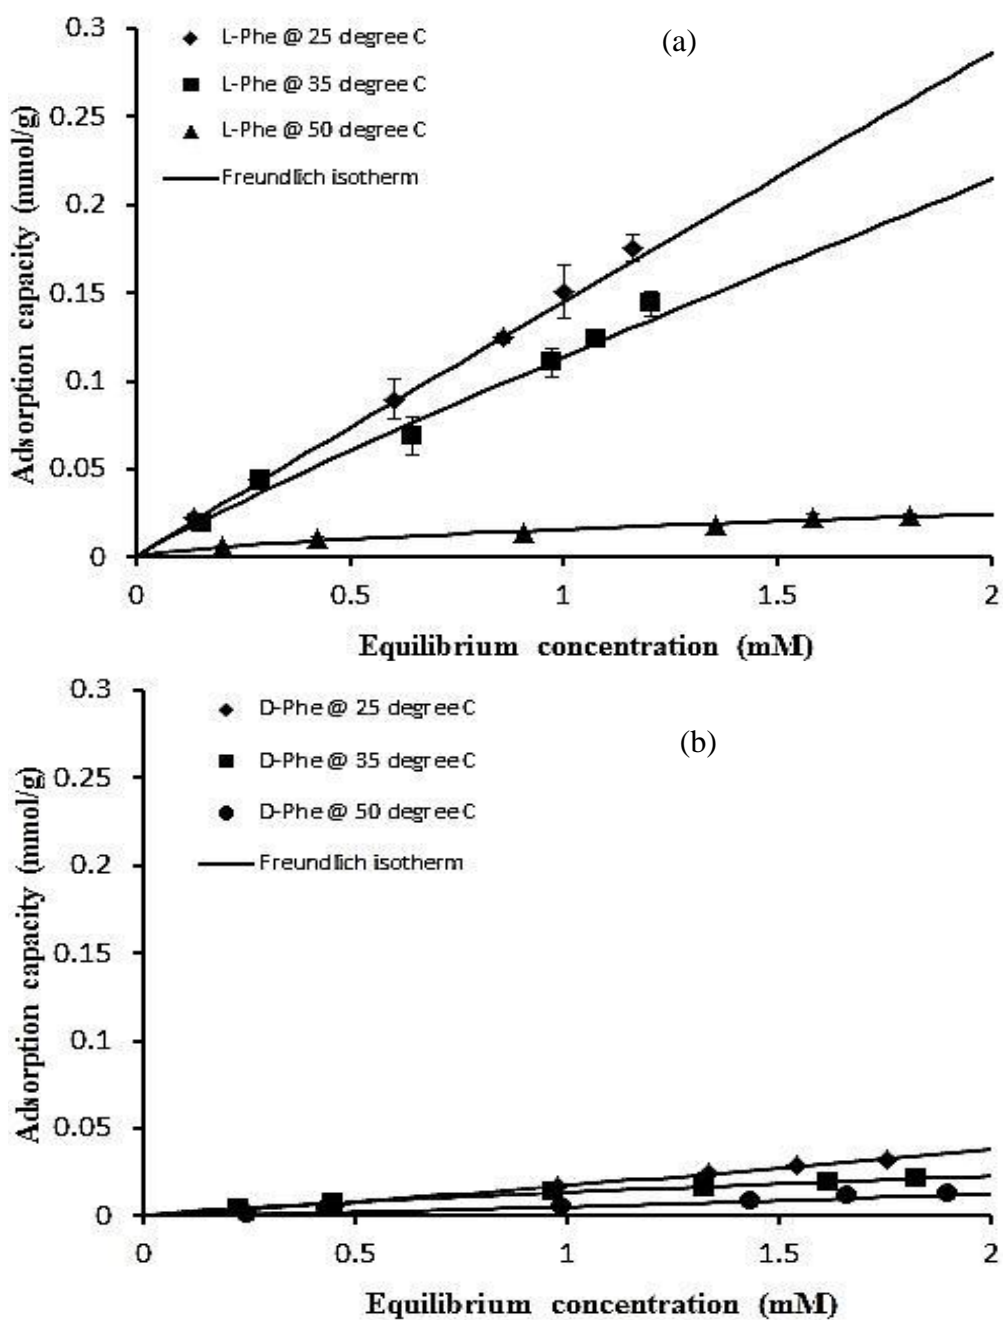 (a)
L-Phe @ 25 degree C
L-Phe @ 35 degree C
L-Phe @ 50 degree C
Freundlich isotherm
Adsorption capacity (mmol/g)
0.3
0.25
0.2
0.15
0.1
0.05
0
0 0.5 1 1.5 2
Equilibrium concentration (mM)
(b)
D-Phe @ 25 degree C
D-Phe @ 35 degree C
D-Phe @ 50 degree C
Freundlich isotherm
Adsorption capacity (mmol/g)
0.3
0.25
0.2
0.15
0.1
0.05
0
0 0.5 1 1.5 2
Equilibrium concentration (mM)